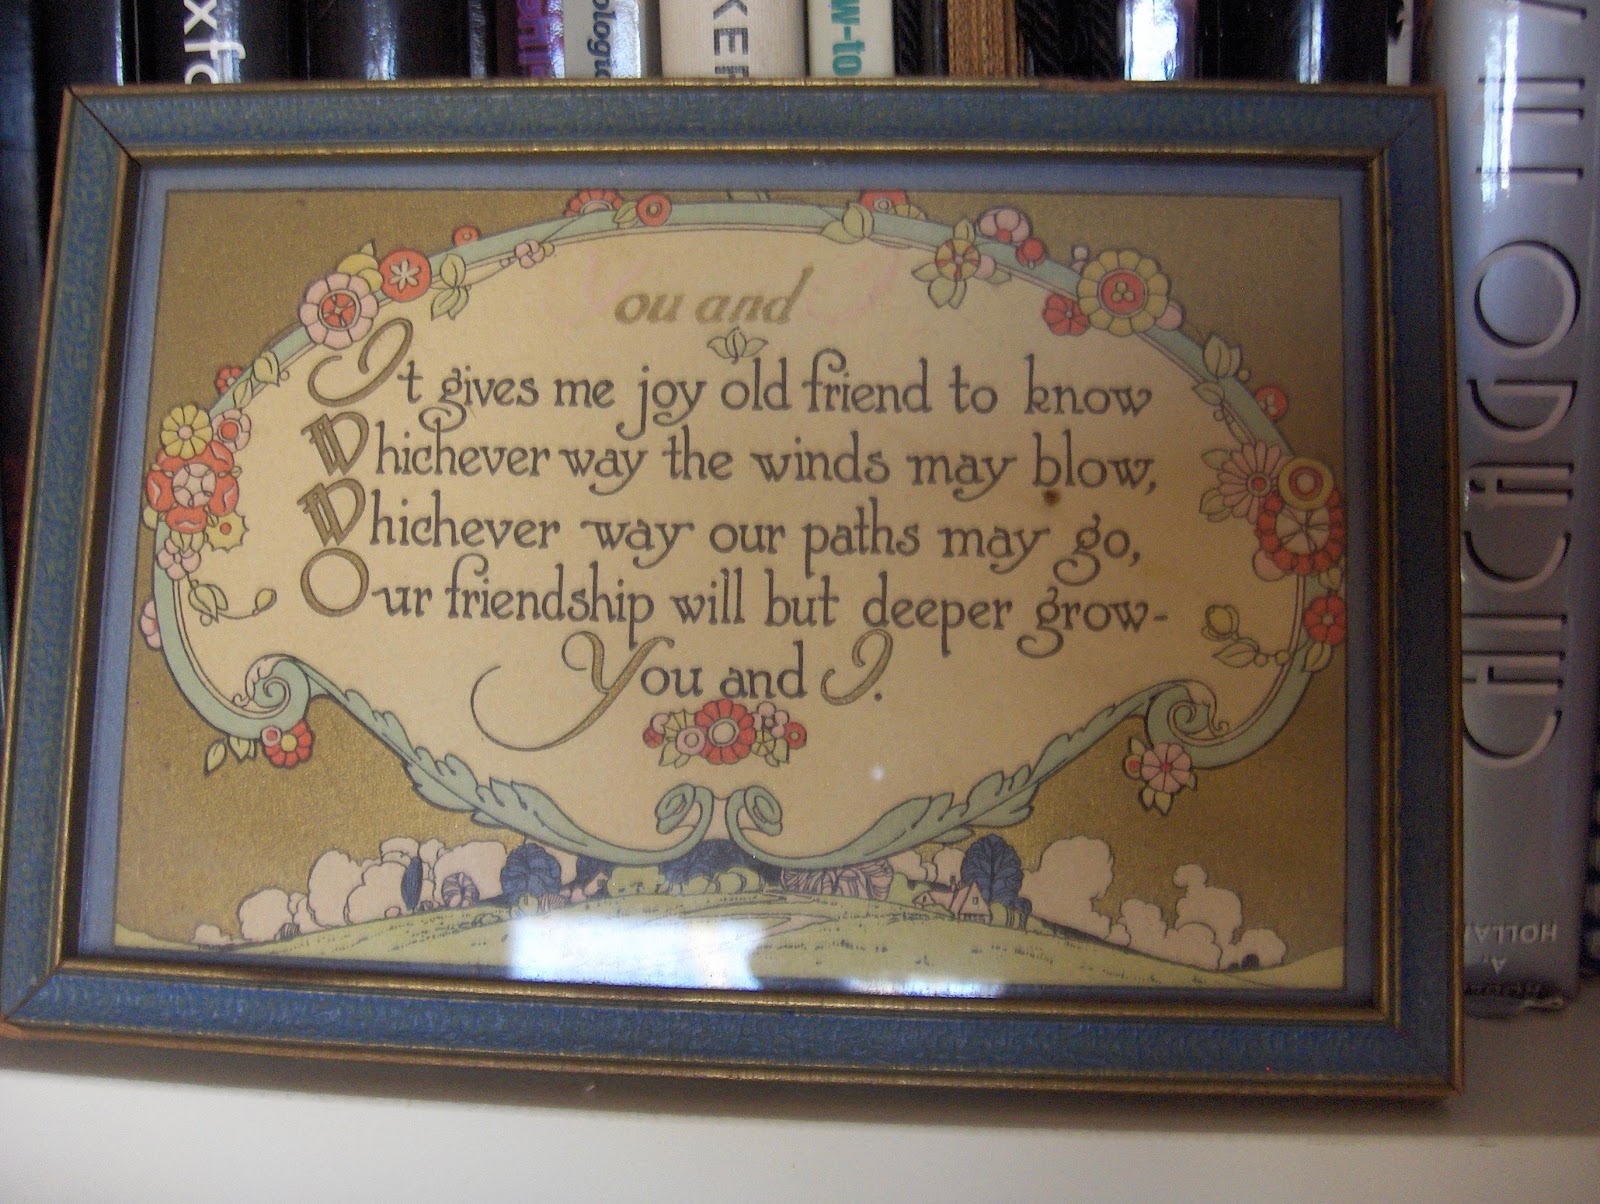 You and I
It gives me joy old friend to know
Whichever way the winds may blow,
Whichever way our paths may go,
Our friendship will but deeper grow-
You and I.
CHICAGO
HOLLAN